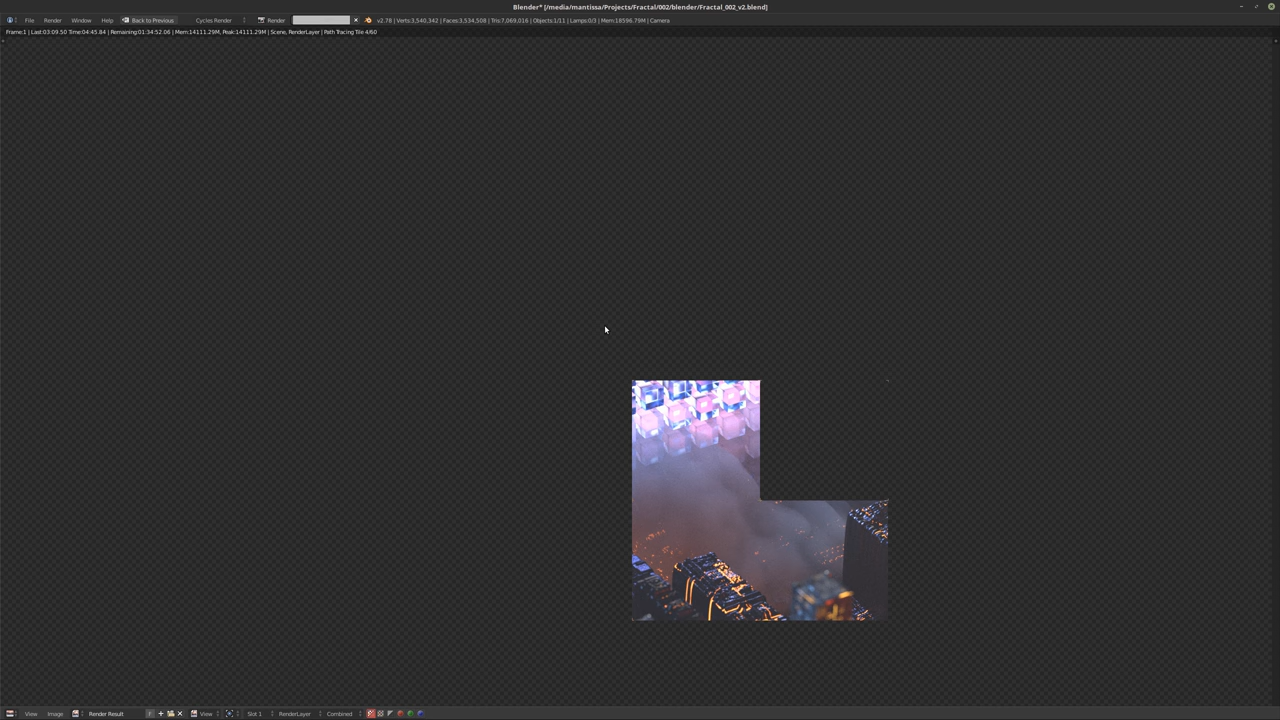 Blender* [/media/mantissa/Projects/Fractal/002/blender/Fractal_002_v2.blend]
File Render Window Help Back to Previous Cycles Render Render v2.78 | Verts:3,540,342 | Faces:3,534,508 | Tris:7,069,016 | Objects:1/11 | Lamps:0/3 | Mem:18596.79M | Camera
Frame:1 | Last:03:09.50 Time:04:45.84 | Remaining:01:34:52.06 | Mem:14111.29M, Peak:14111.29M | Scene, RenderLayer | Path Tracing Tile 4/60
View Image Render Result F View Slot 1 RenderLayer Combined